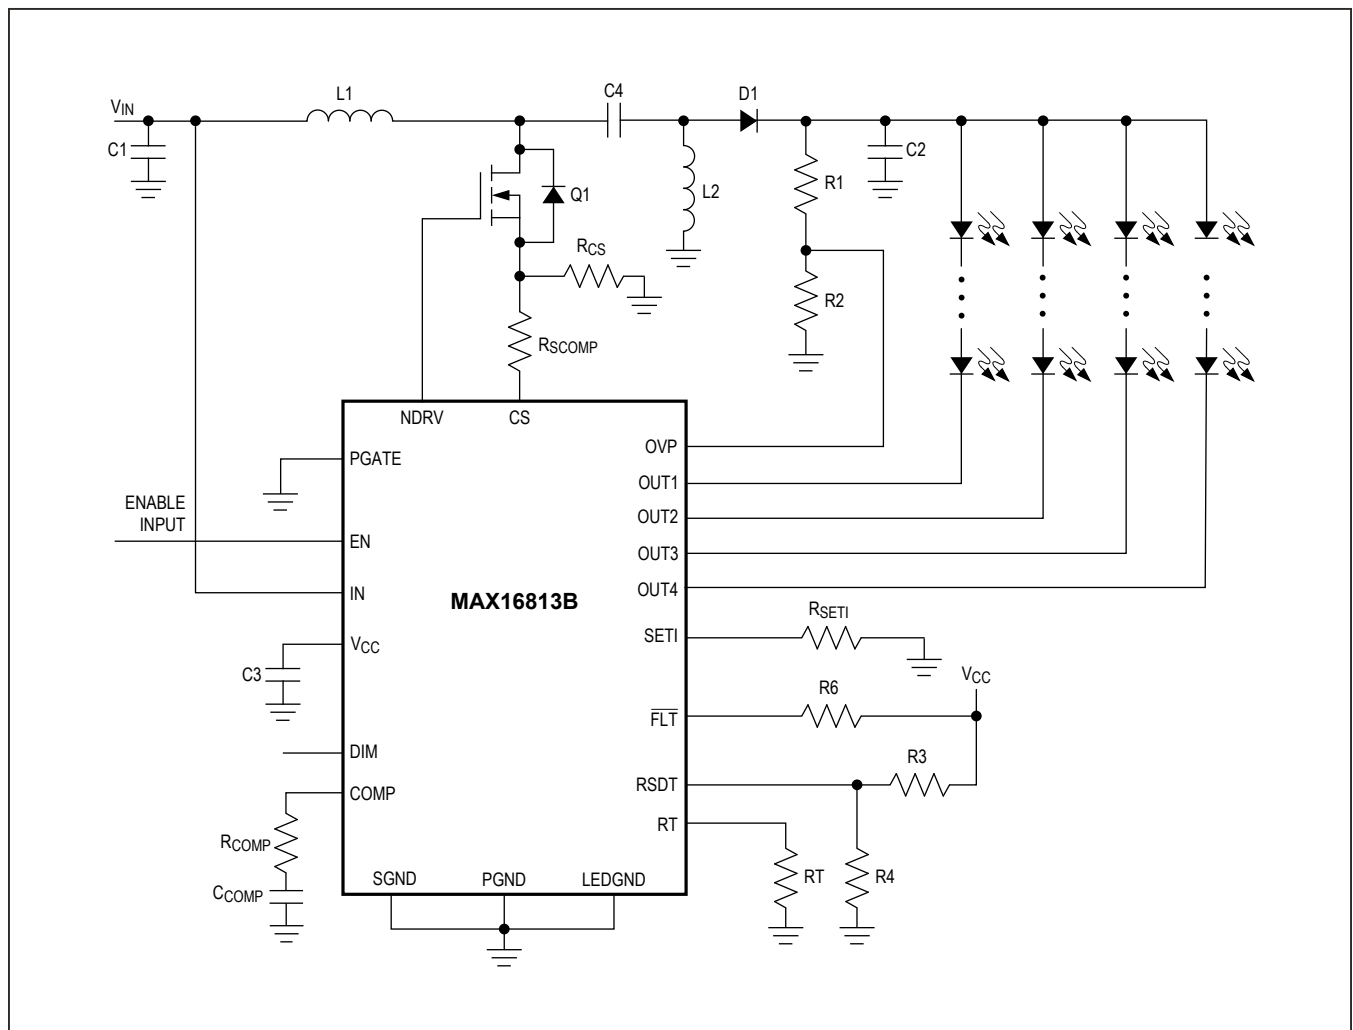 C4
D1
L1
VIN
C1
C2
R1
Q1
L2
RCS
R2
RSCOMP
NDRV
CS
OVP
PGATE
OUT1
ENABLE
INPUT
OUT2
EN
OUT3
IN
OUT4
MAX16813B
RSETI
SETI
VCC
C3
VCC
R6
FLT
DIM
R3
RSDT
COMP
RT
RCOMP
RT
R4
SGND
PGND
LEDGND
CCOMP